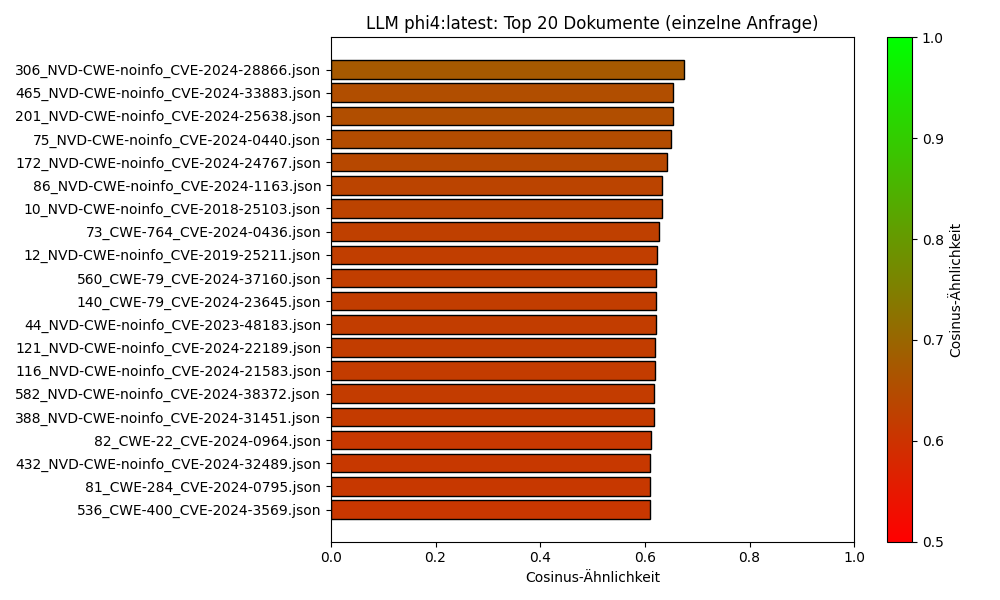 LLM phi4:latest: Top 20 Dokumente (einzelne Anfrage)
306_NVD-CWE-noinfo_CVE-2024-28866.json
465_NVD-CWE-noinfo_CVE-2024-33883.json
201_NVD-CWE-noinfo_CVE-2024-25638.json
75_NVD-CWE-noinfo_CVE-2024-0440.json
172_NVD-CWE-noinfo_CVE-2024-24767.json
86_NVD-CWE-noinfo_CVE-2024-1163.json
10_NVD-CWE-noinfo_CVE-2018-25103.json
73_CWE-764_CVE-2024-0436.json
12_NVD-CWE-noinfo_CVE-2019-25211.json
560_CWE-79_CVE-2024-37160.json
140_CWE-79_CVE-2024-23645.json
44_NVD-CWE-noinfo_CVE-2023-48183.json
121_NVD-CWE-noinfo_CVE-2024-22189.json
116_NVD-CWE-noinfo_CVE-2024-21583.json
582_NVD-CWE-noinfo_CVE-2024-38372.json
388_NVD-CWE-noinfo_CVE-2024-31451.json
82_CWE-22_CVE-2024-0964.json
432_NVD-CWE-noinfo_CVE-2024-32489.json
81_CWE-284_CVE-2024-0795.json
536_CWE-400_CVE-2024-3569.json
0.0 0.2 0.4 0.6 0.8 1.0
Cosinus-Ähnlichkeit
1.0
0.9
0.8
0.7
0.6
0.5
Cosinus-Ähnlichkeit